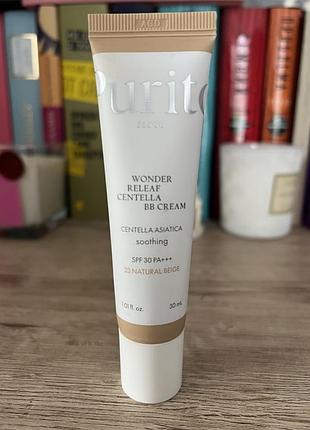 Purito
SEOUL
WONDER
RELEAF
CENTELLA
BB CREAM
CENTELLA ASIATICA
soothing
SPF 30 PA+++
23 NATURAL BEIGE
1.01 fl. oz. 30 mL